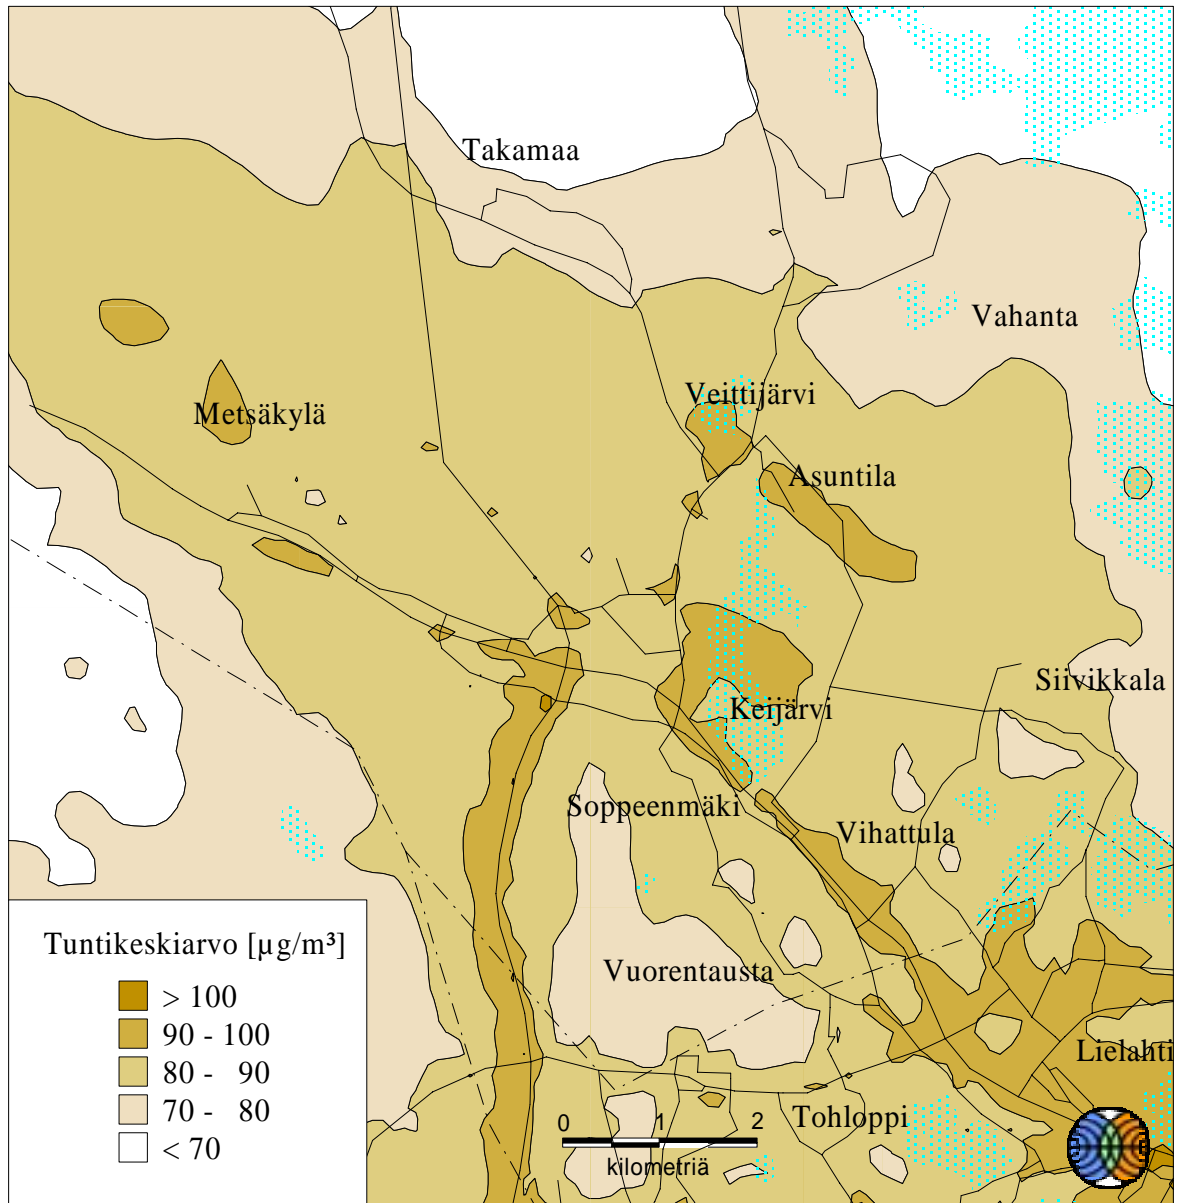 Takamaa
Vahanta
Veittijärvi
Metsäkylä
Asuntila
Siivikkala
Keijärvi
Soppeenmäki
Vihattula
Tuntikeskiarvo [µg/m³]
> 100
90 - 100
80 - 90
70 - 80
< 70
Vuorentausta
Lielahti
Tohloppi
0 1 2
kilometriä